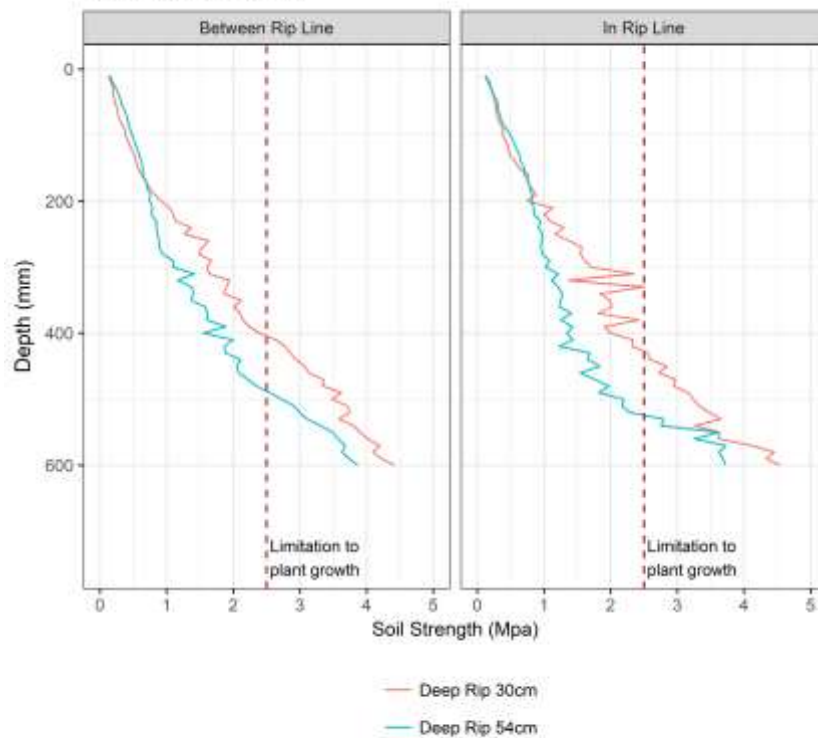 Between Rip Line
In Rip Line
0
200
400
600
Depth (mm)
Limitation to
plant growth
Limitation to
plant growth
0 1 2 3 4 5
0 1 2 3 4 5
Soil Strength (Mpa)
Deep Rip 30cm
Deep Rip 54cm